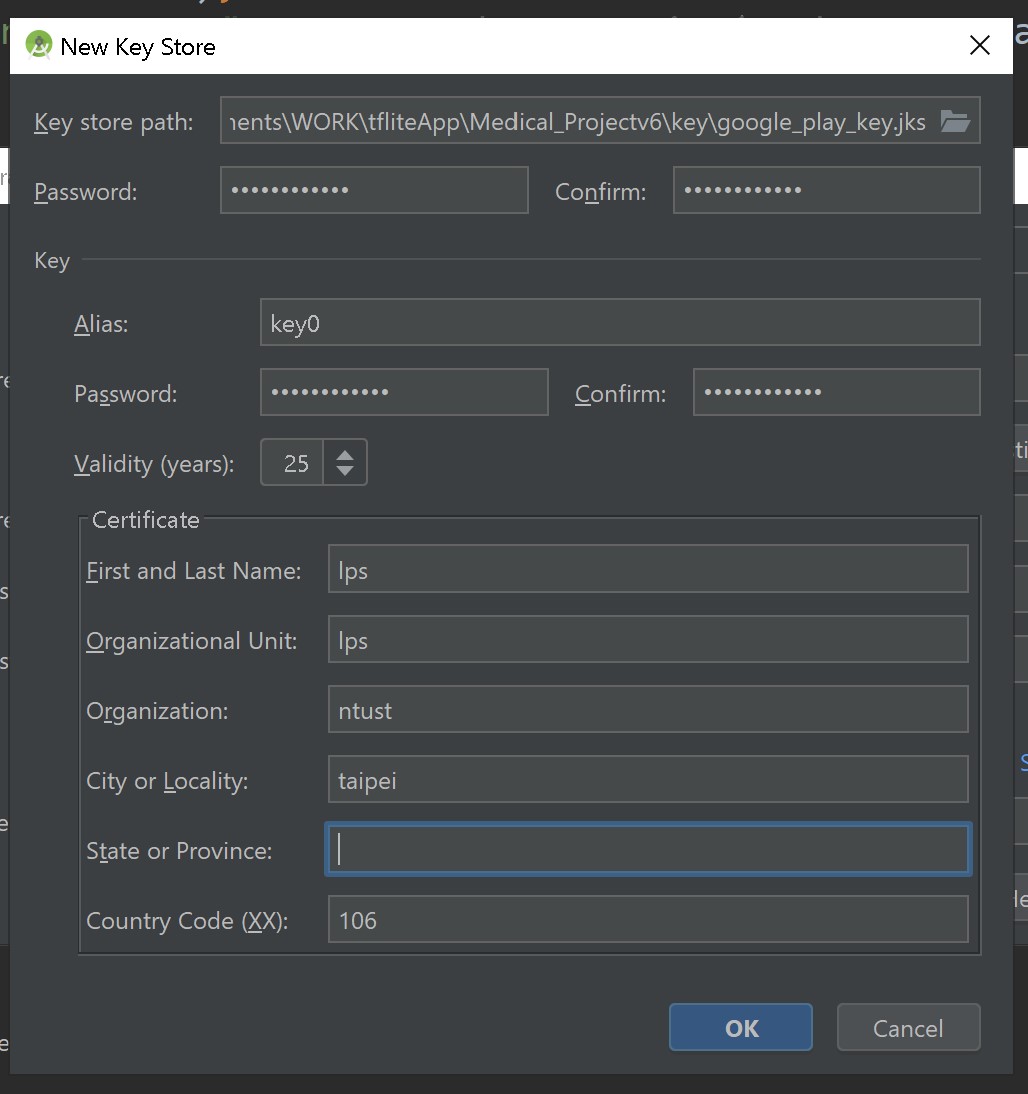 New Key Store
Key store path: nents\WORK\tfliteApp\Medical_Projectv6\key\google_play_key.jks
Password: •••••••••••• Confirm: ••••••••••••
Key
Alias: key0
Password: •••••••••••• Confirm: ••••••••••••
Validity (years): 25
Certificate
First and Last Name: lps
Organizational Unit: lps
Organization: ntust
City or Locality: taipei
State or Province:
Country Code (XX): 106
OK Cancel